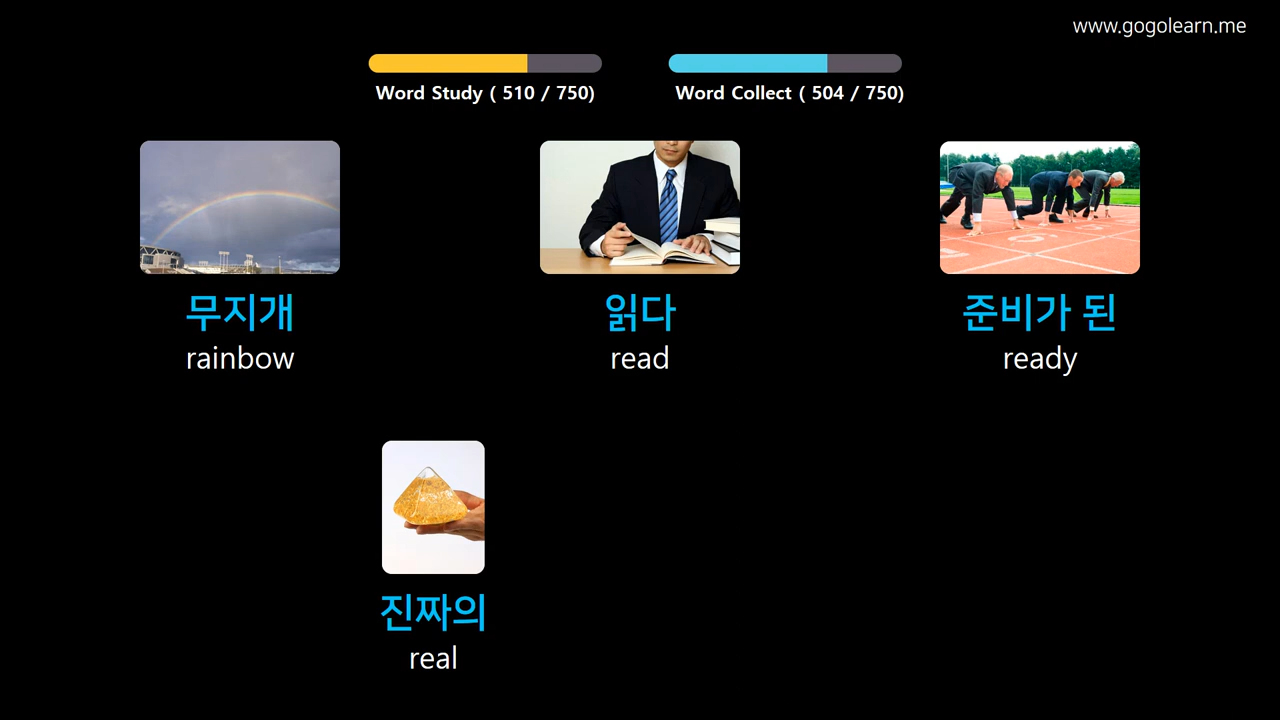 www.gogolearn.me
Word Study ( 510 / 750)
Word Collect ( 504 / 750)
무지개
rainbow
읽다
read
준비가 된
ready
진짜의
real